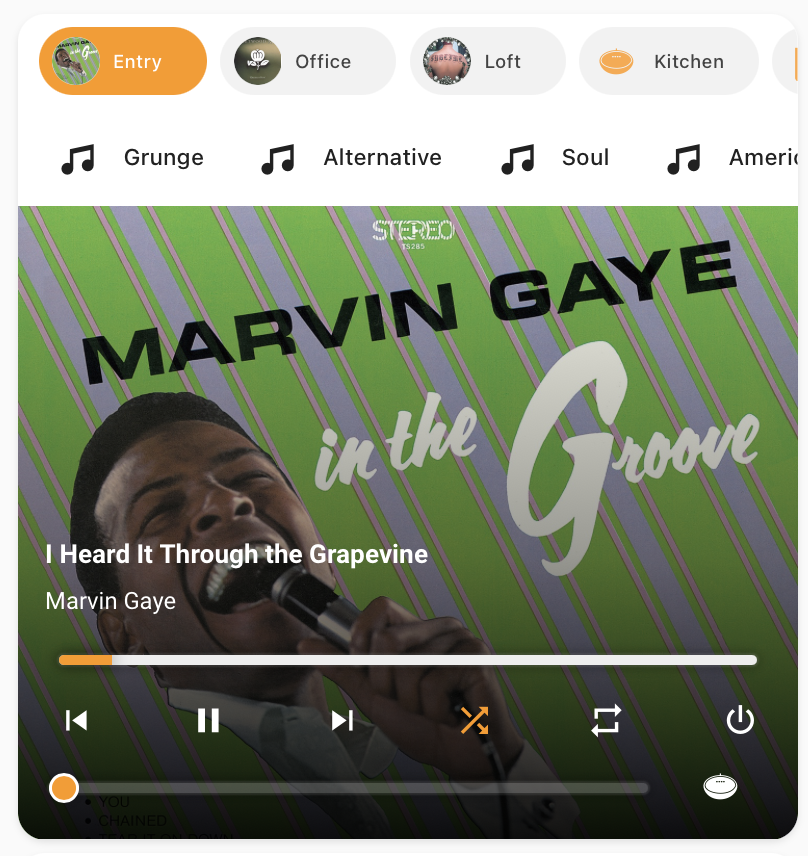 Entry
Office
Loft
Kitchen
Grunge
Alternative
Soul
Americ
STEREO
TS285
MARVIN GAYE
in the Groove
I Heard It Through the Grapevine
Marvin Gaye
YOU
CHAINED